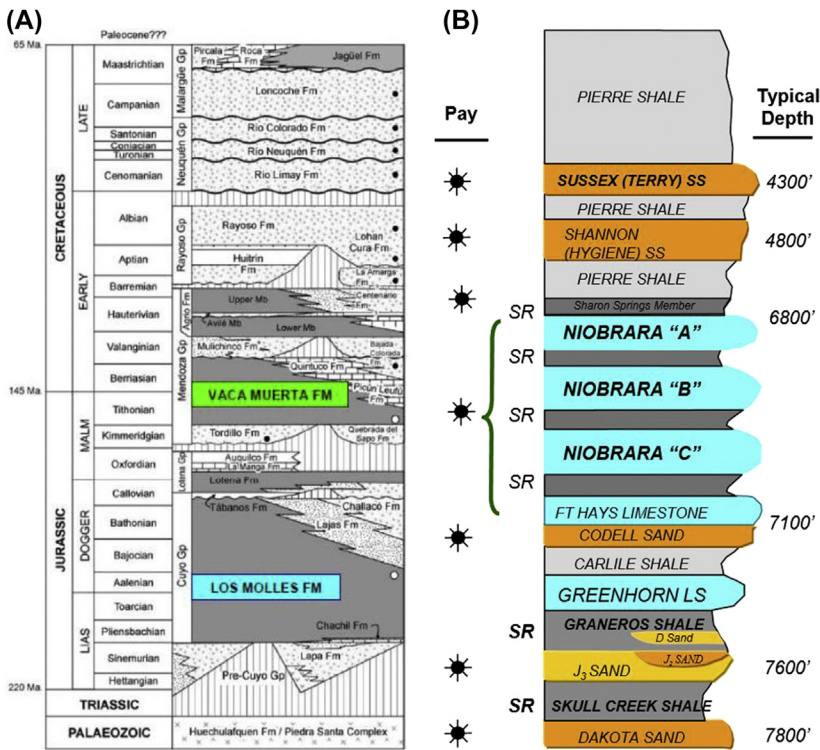 (A)
Paleocene???
65 Ma.
CRETACEOUS
LATE
EARLY
Maastrichtian
Campanian
Santonian
Coniacian
Turonian
Cenomanian
Albian
Aptian
Barremian
Hauterivian
Valanginian
Berriasian
145 Ma.
JURASSIC
MALM
DOGGER
LIAS
Tithonian
Kimmeridgian
Oxfordian
Callovian
Bathonian
Bajocian
Aalenian
Toarcian
Pliensbachian
Sinemurian
Hettangian
220 Ma.
TRIASSIC
PALAEOZOIC
Malargüe Gp
Neuquén Gp
Rayoso Gp
Agrio Fm
Mendoza Gp
Lotena Gp
Cuyo Gp
Pircala Fm
Roca Fm
Jagüel Fm
Loncoche Fm
Río Colorado Fm
Río Neuquén Fm
Río Limay Fm
Rayoso Fm
Lohan Cura Fm
Huitrín Fm
La Amarga Fm
Upper Mb
Centenario Fm
Avilé Mb
Lower Mb
Mulichinco Fm
Bajada Colorada Fm
Quintuco Fm
Picún Leufú Fm
VACA MUERTA FM
Tordillo Fm
Quebrada del Sapo Fm
Auquilco Fm
La Manga Fm
Lotena Fm
Tábanos Fm
Challacó Fm
Lajas Fm
LOS MOLLES FM
Chachil Fm
Lapa Fm
Pre-Cuyo Gp
Huechulafquen Fm / Piedra Santa Complex
(B)
Pay
Typical
Depth
PIERRE SHALE
SUSSEX (TERRY) SS
4300'
PIERRE SHALE
SHANNON
(HYGIENE) SS
4800'
PIERRE SHALE
Sharon Springs Member
SR
6800'
NIOBRARA "A"
SR
NIOBRARA "B"
SR
NIOBRARA "C"
SR
FT HAYS LIMESTONE
7100'
CODELL SAND
CARLILE SHALE
GREENHORN LS
GRANEROS SHALE
SR
D Sand
J SAND
J3 SAND
7600'
SR
SKULL CREEK SHALE
DAKOTA SAND
7800'